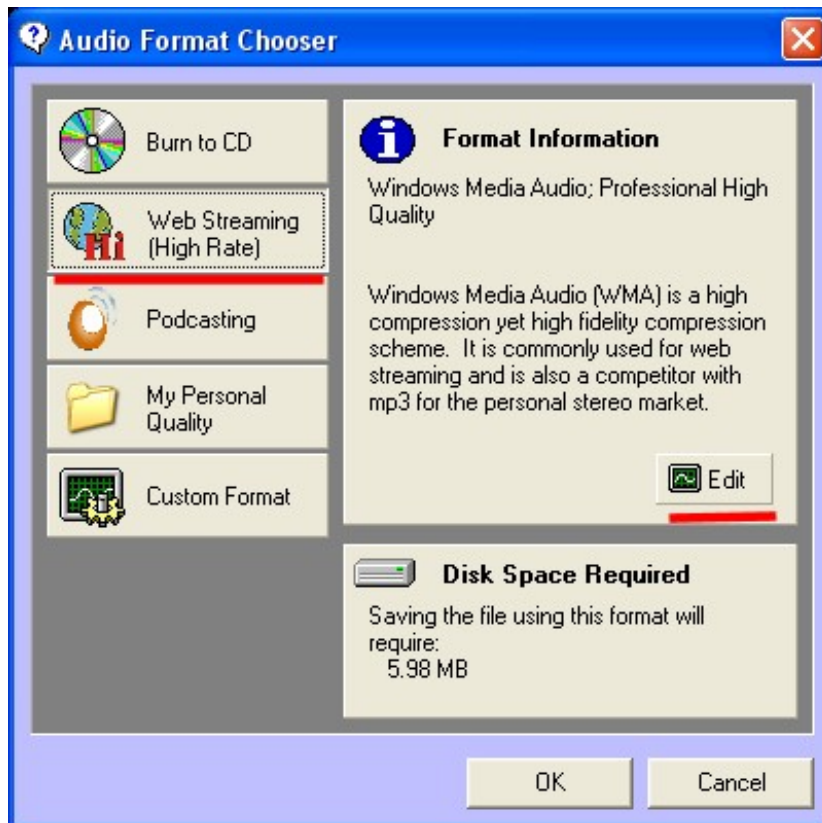 Audio Format Chooser
Burn to CD
Web Streaming
(High Rate)
Podcasting
My Personal
Quality
Custom Format
Format Information
Windows Media Audio; Professional High
Quality
Windows Media Audio (WMA) is a high
compression yet high fidelity compression
scheme. It is commonly used for web
streaming and is also a competitor with
mp3 for the personal stereo market.
Edit
Disk Space Required
Saving the file using this format will
require:
5.98 MB
OK
Cancel